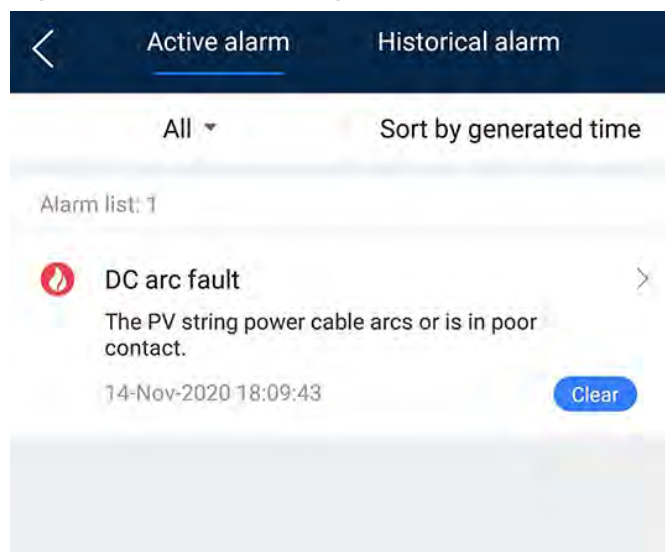 Active alarm Historical alarm
All Sort by generated time
Alarm list: 1
DC arc fault
The PV string power cable arcs or is in poor
contact.
14-Nov-2020 18:09:43 Clear